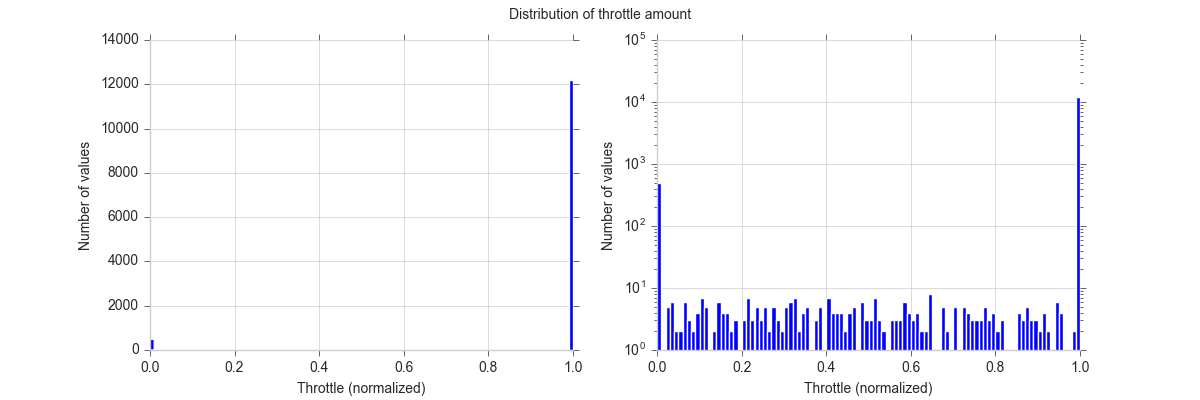 Distribution of throttle amount
14000
12000
10000
8000
6000
4000
2000
0
Number of values
0.0 0.2 0.4 0.6 0.8 1.0
Throttle (normalized)
10^5
10^4
10^3
10^2
10^1
10^0
Number of values
0.0 0.2 0.4 0.6 0.8 1.0
Throttle (normalized)